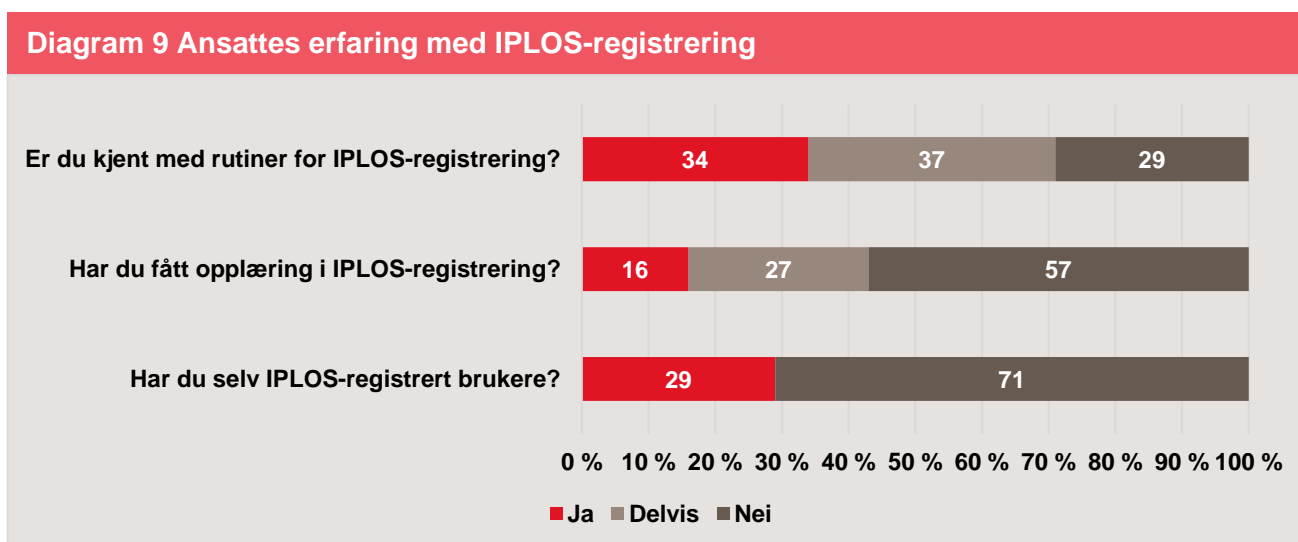 Diagram 9 Ansattes erfaring med IPLOS-registrering
Er du kjent med rutiner for IPLOS-registrering?
34 37 29
Har du fått opplæring i IPLOS-registrering?
16 27 57
Har du selv IPLOS-registrert brukere?
29 71
0 % 10 % 20 % 30 % 40 % 50 % 60 % 70 % 80 % 90 % 100 %
Ja Delvis Nei